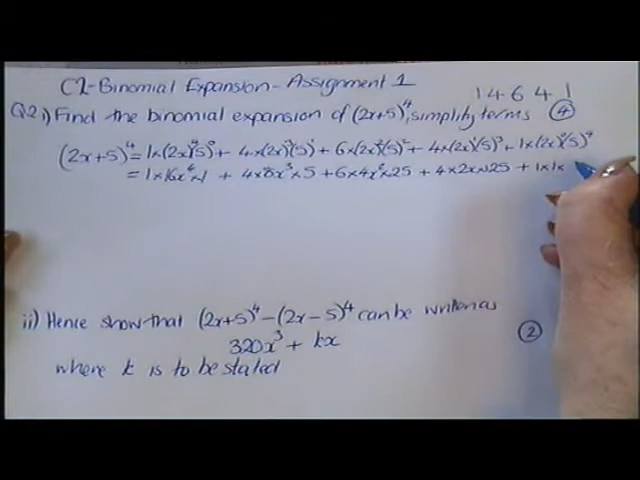 C2-Binomial Expansion-Assignment 1
1 4 6 4 1
Q2 i) Find the binomial expansion of (2x+5)⁴, simplify terms (4)
(2x+5)⁴ = 1×(2x)⁴(5)⁰ + 4×(2x)³(5)¹ + 6×(2x)²(5)² + 4×(2x)¹(5)³ + 1×(2x)⁰(5)⁴
= 1×16x⁴×1 + 4×8x³×5 + 6×4x²×25 + 4×2x×125 + 1×1×
ii) Hence show that (2x+5)⁴ - (2x-5)⁴ can be written as
320x³ + kx (2)
where k is to be stated